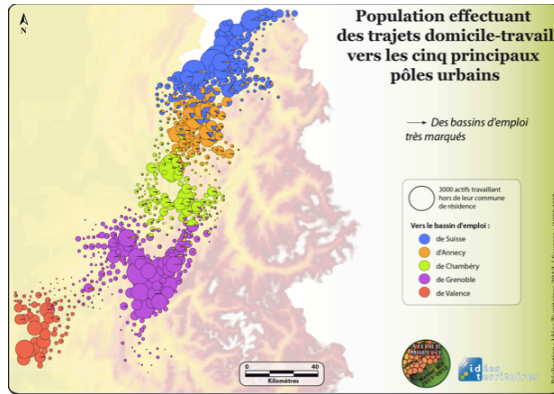 N
Population effectuant
des trajets domicile-travail
vers les cinq principaux
pôles urbains
Des bassins d'emploi
très marqués
3000 actifs travaillant
hors de leur commune
de résidence
Vers le bassin d'emploi :
de Suisse
d'Annecy
de Chambéry
de Grenoble
de Valence
0 40
Kilomètres
territoires